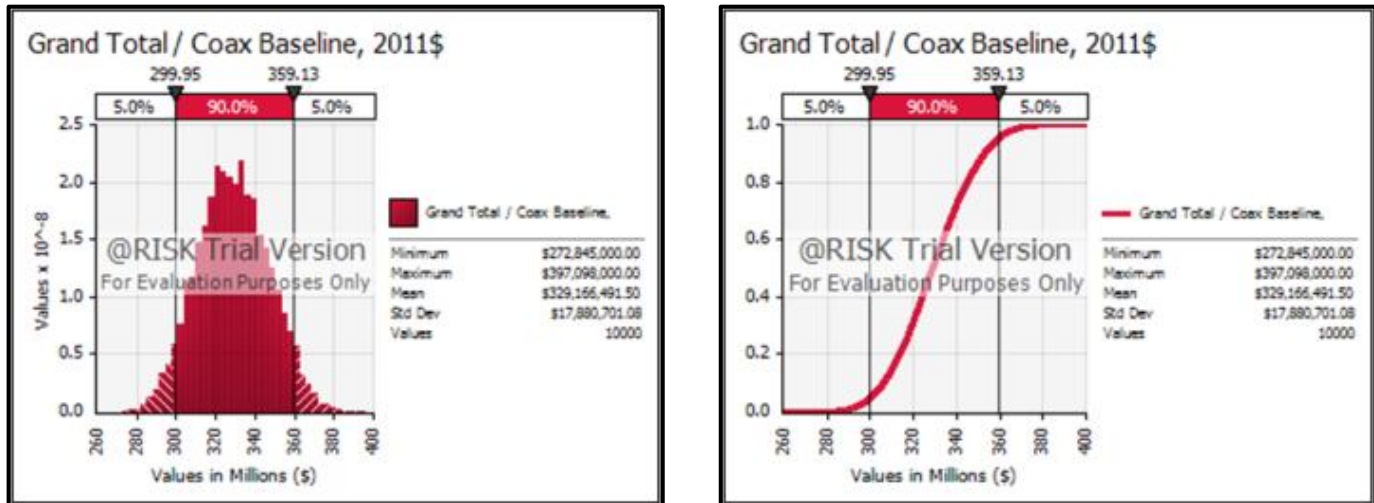 Grand Total / Coax Baseline, 2011$
299.95 359.13
5.0% 90.0% 5.0%
2.5
2.0
1.5
1.0
0.5
0.0
Values x 10^-8
@RISK Trial Version
For Evaluation Purposes Only
260 280 300 320 340 360 380 400
Values in Millions ($)
Grand Total / Coax Baseline,
Minimum $272,845,000.00
Maximum $397,098,000.00
Mean $329,166,491.50
Std Dev $17,880,701.08
Values 10000
Grand Total / Coax Baseline, 2011$
299.95 359.13
5.0% 90.0% 5.0%
1.0
0.8
0.6
0.4
0.2
0.0
@RISK Trial Version
For Evaluation Purposes Only
260 280 300 320 340 360 380 400
Values in Millions ($)
Grand Total / Coax Baseline,
Minimum $272,845,000.00
Maximum $397,098,000.00
Mean $329,166,491.50
Std Dev $17,880,701.08
Values 10000